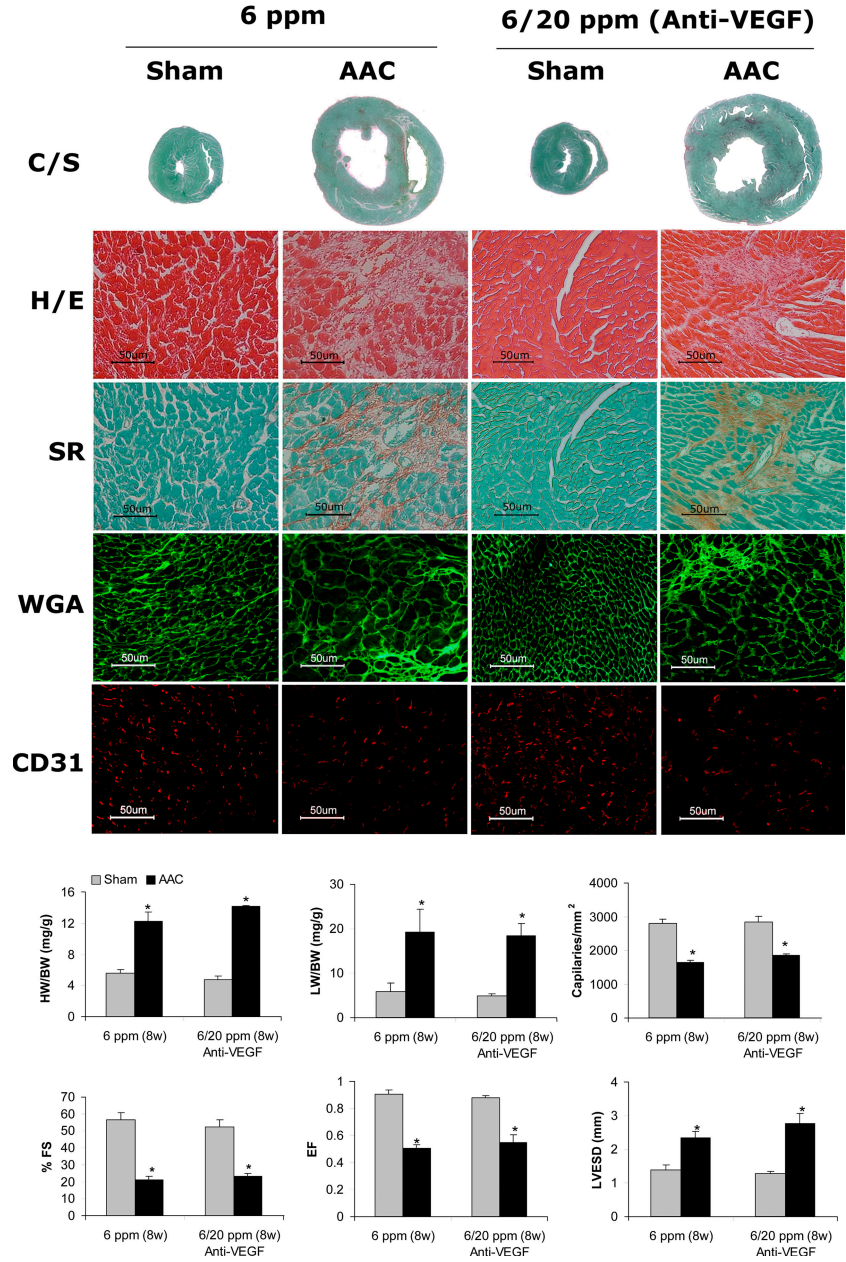 6 ppm
6/20 ppm (Anti-VEGF)
Sham
AAC
Sham
AAC
C/S
H/E
50um
50um
50um
50um
SR
50um
50um
50um
50um
WGA
50um
50um
50um
50um
CD31
50um
50um
50um
50um
Sham
AAC
HW/BW (mg/g)
16
12
8
4
0
*
*
6 ppm (8w)
6/20 ppm (8w)
Anti-VEGF
LW/BW (mg/g)
30
20
10
0
*
*
6 ppm (8w)
6/20 ppm (8w)
Anti-VEGF
Capilaries/mm²
4000
3000
2000
1000
0
*
*
6 ppm (8w)
6/20 ppm (8w)
Anti-VEGF
% FS
70
60
50
40
30
20
10
0
*
*
6 ppm (8w)
6/20 ppm (8w)
Anti-VEGF
EF
1
0.8
0.6
0.4
0.2
0
*
*
6 ppm (8w)
6/20 ppm (8w)
Anti-VEGF
LVESD (mm)
4
3
2
1
0
*
*
6 ppm (8w)
6/20 ppm (8w)
Anti-VEGF